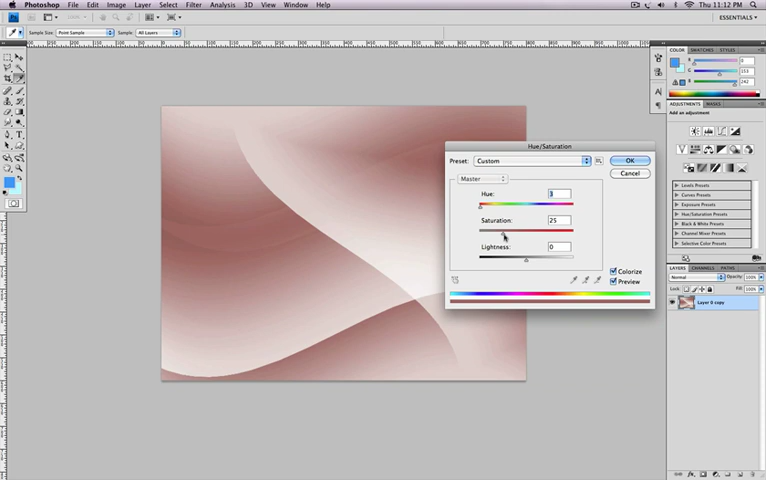 Photoshop File Edit Image Layer Select Filter Analysis 3D View Window Help
Thu 11:12 PM
ESSENTIALS
Sample Size: Point Sample Sample: All Layers
COLOR SWATCHES STYLES
R 0
G 153
B 242
ADJUSTMENTS MASKS
Add an adjustment
Levels Presets
Curves Presets
Exposure Presets
Hue/Saturation Presets
Black & White Presets
Channel Mixer Presets
Selective Color Presets
LAYERS CHANNELS PATHS
Normal Opacity: 100%
Lock: Fill: 100%
Layer 0 copy
Hue/Saturation
Preset: Custom
OK
Cancel
Master
Hue: 3
Saturation: 25
Lightness: 0
Colorize
Preview